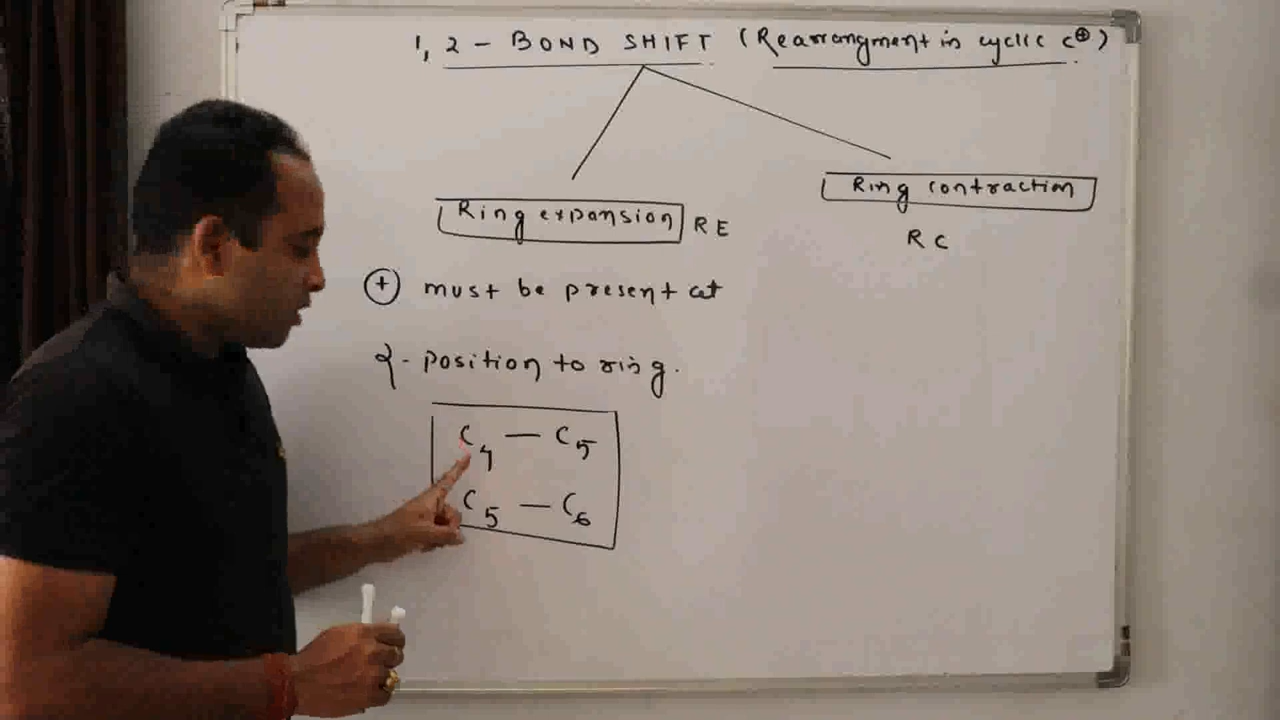 1, 2 - BOND SHIFT (Rearrangment in cyclic C⊕)
Ring expansion RE
Ring contraction
RC
⊕ must be present at
α - position to ring.
C₄ — C₅
C₅ — C₆